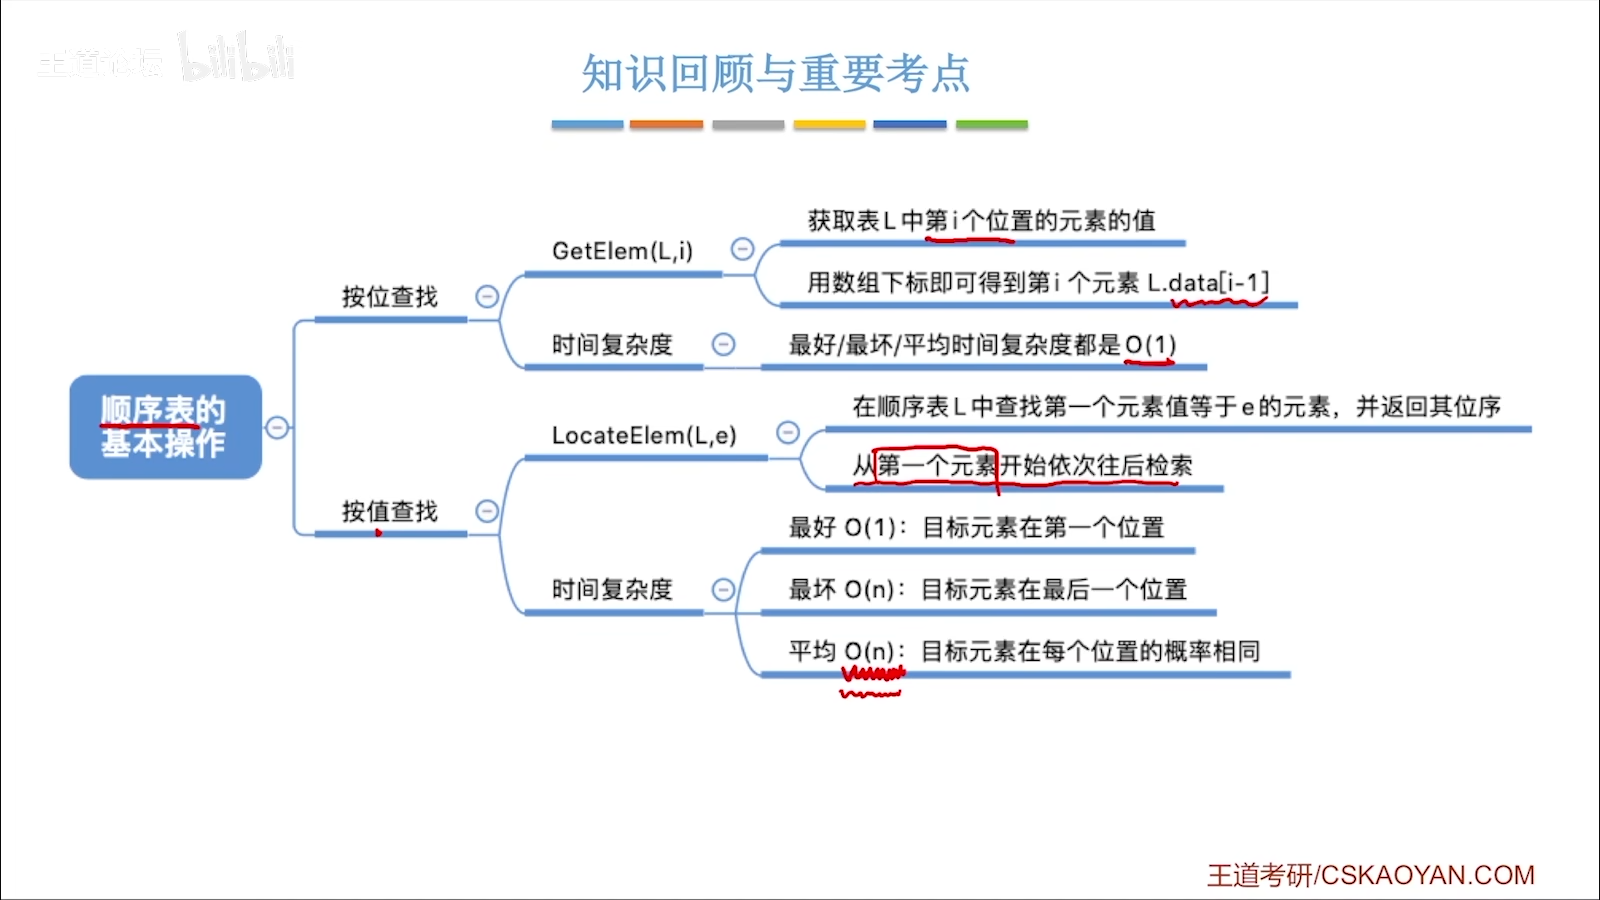 王道论坛 bilibili
知识回顾与重要考点
获取表L中第i个位置的元素的值
GetElem(L,i)
用数组下标即可得到第i个元素 L.data[i-1]
按位查找
时间复杂度
最好/最坏/平均时间复杂度都是O(1)
顺序表的
基本操作
在顺序表L中查找第一个元素值等于e的元素，并返回其位序
LocateElem(L,e)
从第一个元素开始依次往后检索
按值查找
最好 O(1)：目标元素在第一个位置
时间复杂度
最坏 O(n)：目标元素在最后一个位置
平均 O(n)：目标元素在每个位置的概率相同
王道考研/CSKAOYAN.COM